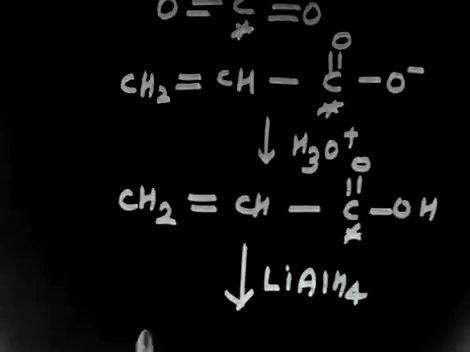 O = C = O
*
O
||
CH₂ = CH — C — O⁻
*
↓ H₃O⁺
O
||
CH₂ = CH — C — OH
*
↓ LiAlH₄